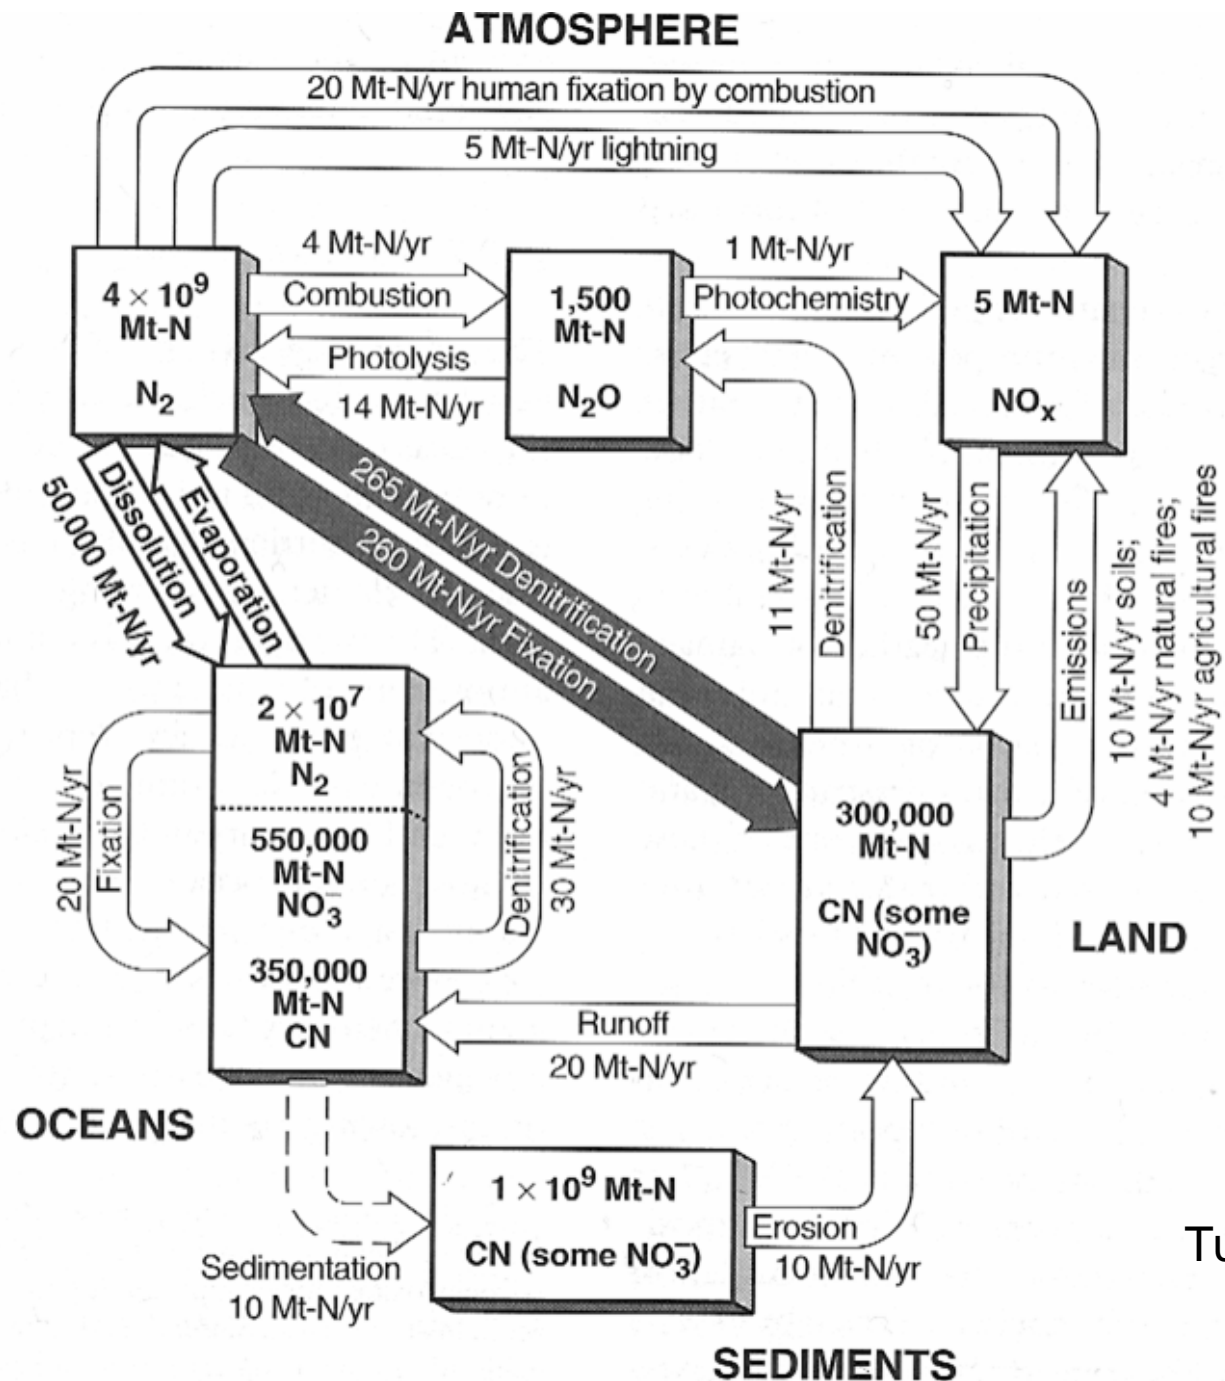 ATMOSPHERE
20 Mt-N/yr human fixation by combustion
5 Mt-N/yr lightning
4 Mt-N/yr
Combustion
1 Mt-N/yr
Photochemistry
4 × 10⁹
Mt-N
N₂
1,500
Mt-N
N₂O
5 Mt-N
NOₓ
Photolysis
14 Mt-N/yr
Dissolution
50,000 Mt-N/yr
Evaporation
265 Mt-N/yr Denitrification
260 Mt-N/yr Fixation
11 Mt-N/yr
Denitrification
50 Mt-N/yr
Precipitation
Emissions
10 Mt-N/yr soils;
4 Mt-N/yr natural fires;
10 Mt-N/yr agricultural fires
2 × 10⁷
Mt-N
N₂
550,000
Mt-N
NO₃⁻
350,000
Mt-N
CN
20 Mt-N/yr
Fixation
Denitrification
30 Mt-N/yr
300,000
Mt-N
CN (some
NO₃⁻)
LAND
Runoff
20 Mt-N/yr
OCEANS
1 × 10⁹ Mt-N
CN (some NO₃⁻)
Erosion
10 Mt-N/yr
Sedimentation
10 Mt-N/yr
SEDIMENTS
Tu